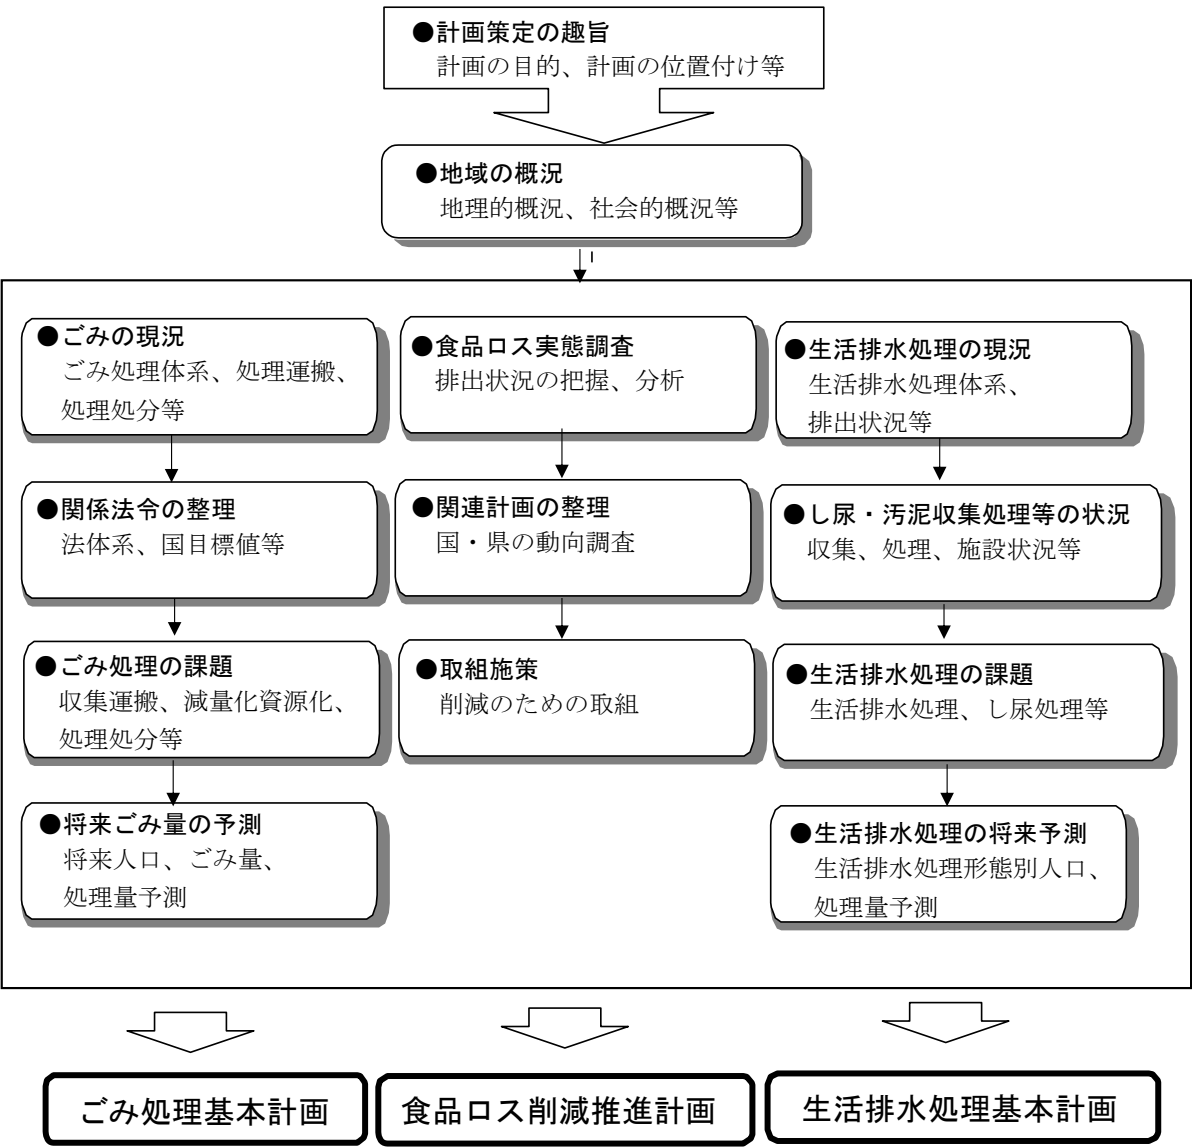 ●計画策定の趣旨
計画の目的、計画の位置付け等
●地域の概況
地理的概況、社会的概況等
●ごみの現況
ごみ処理体系、処理運搬、
処理処分等
●関係法令の整理
法体系、国目標値等
●ごみ処理の課題
収集運搬、減量化資源化、
処理処分等
●将来ごみ量の予測
将来人口、ごみ量、
処理量予測
●食品ロス実態調査
排出状況の把握、分析
●関連計画の整理
国・県の動向調査
●取組施策
削減のための取組
●生活排水処理の現況
生活排水処理体系、
排出状況等
●し尿・汚泥収集処理等の状況
収集、処理、施設状況等
●生活排水処理の課題
生活排水処理、し尿処理等
●生活排水処理の将来予測
生活排水処理形態別人口、
処理量予測
ごみ処理基本計画
食品ロス削減推進計画
生活排水処理基本計画